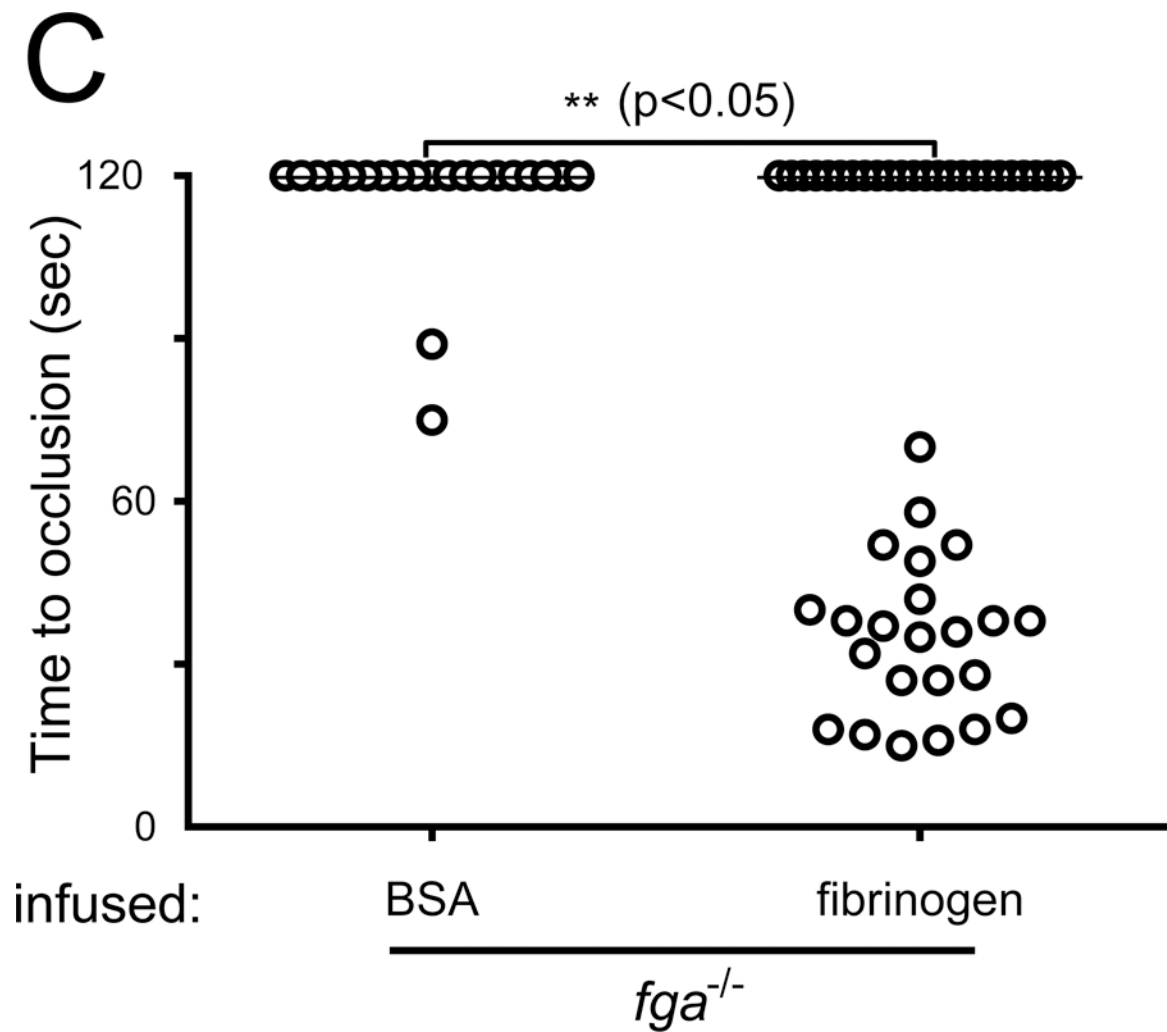 C
** (p<0.05)
120
60
0
Time to occlusion (sec)
infused: BSA fibrinogen
fga-/-